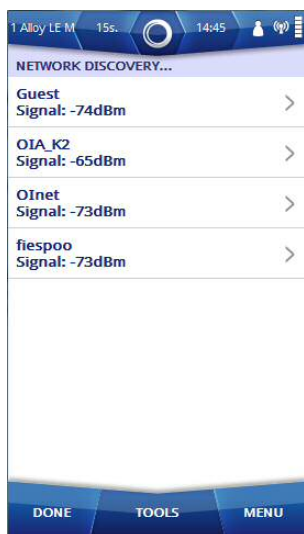 1 Alloy LE M 15s. 14:45
NETWORK DISCOVERY...
Guest
Signal: -74dBm
OIA_K2
Signal: -65dBm
OInet
Signal: -73dBm
fiespoo
Signal: -73dBm
DONE TOOLS MENU